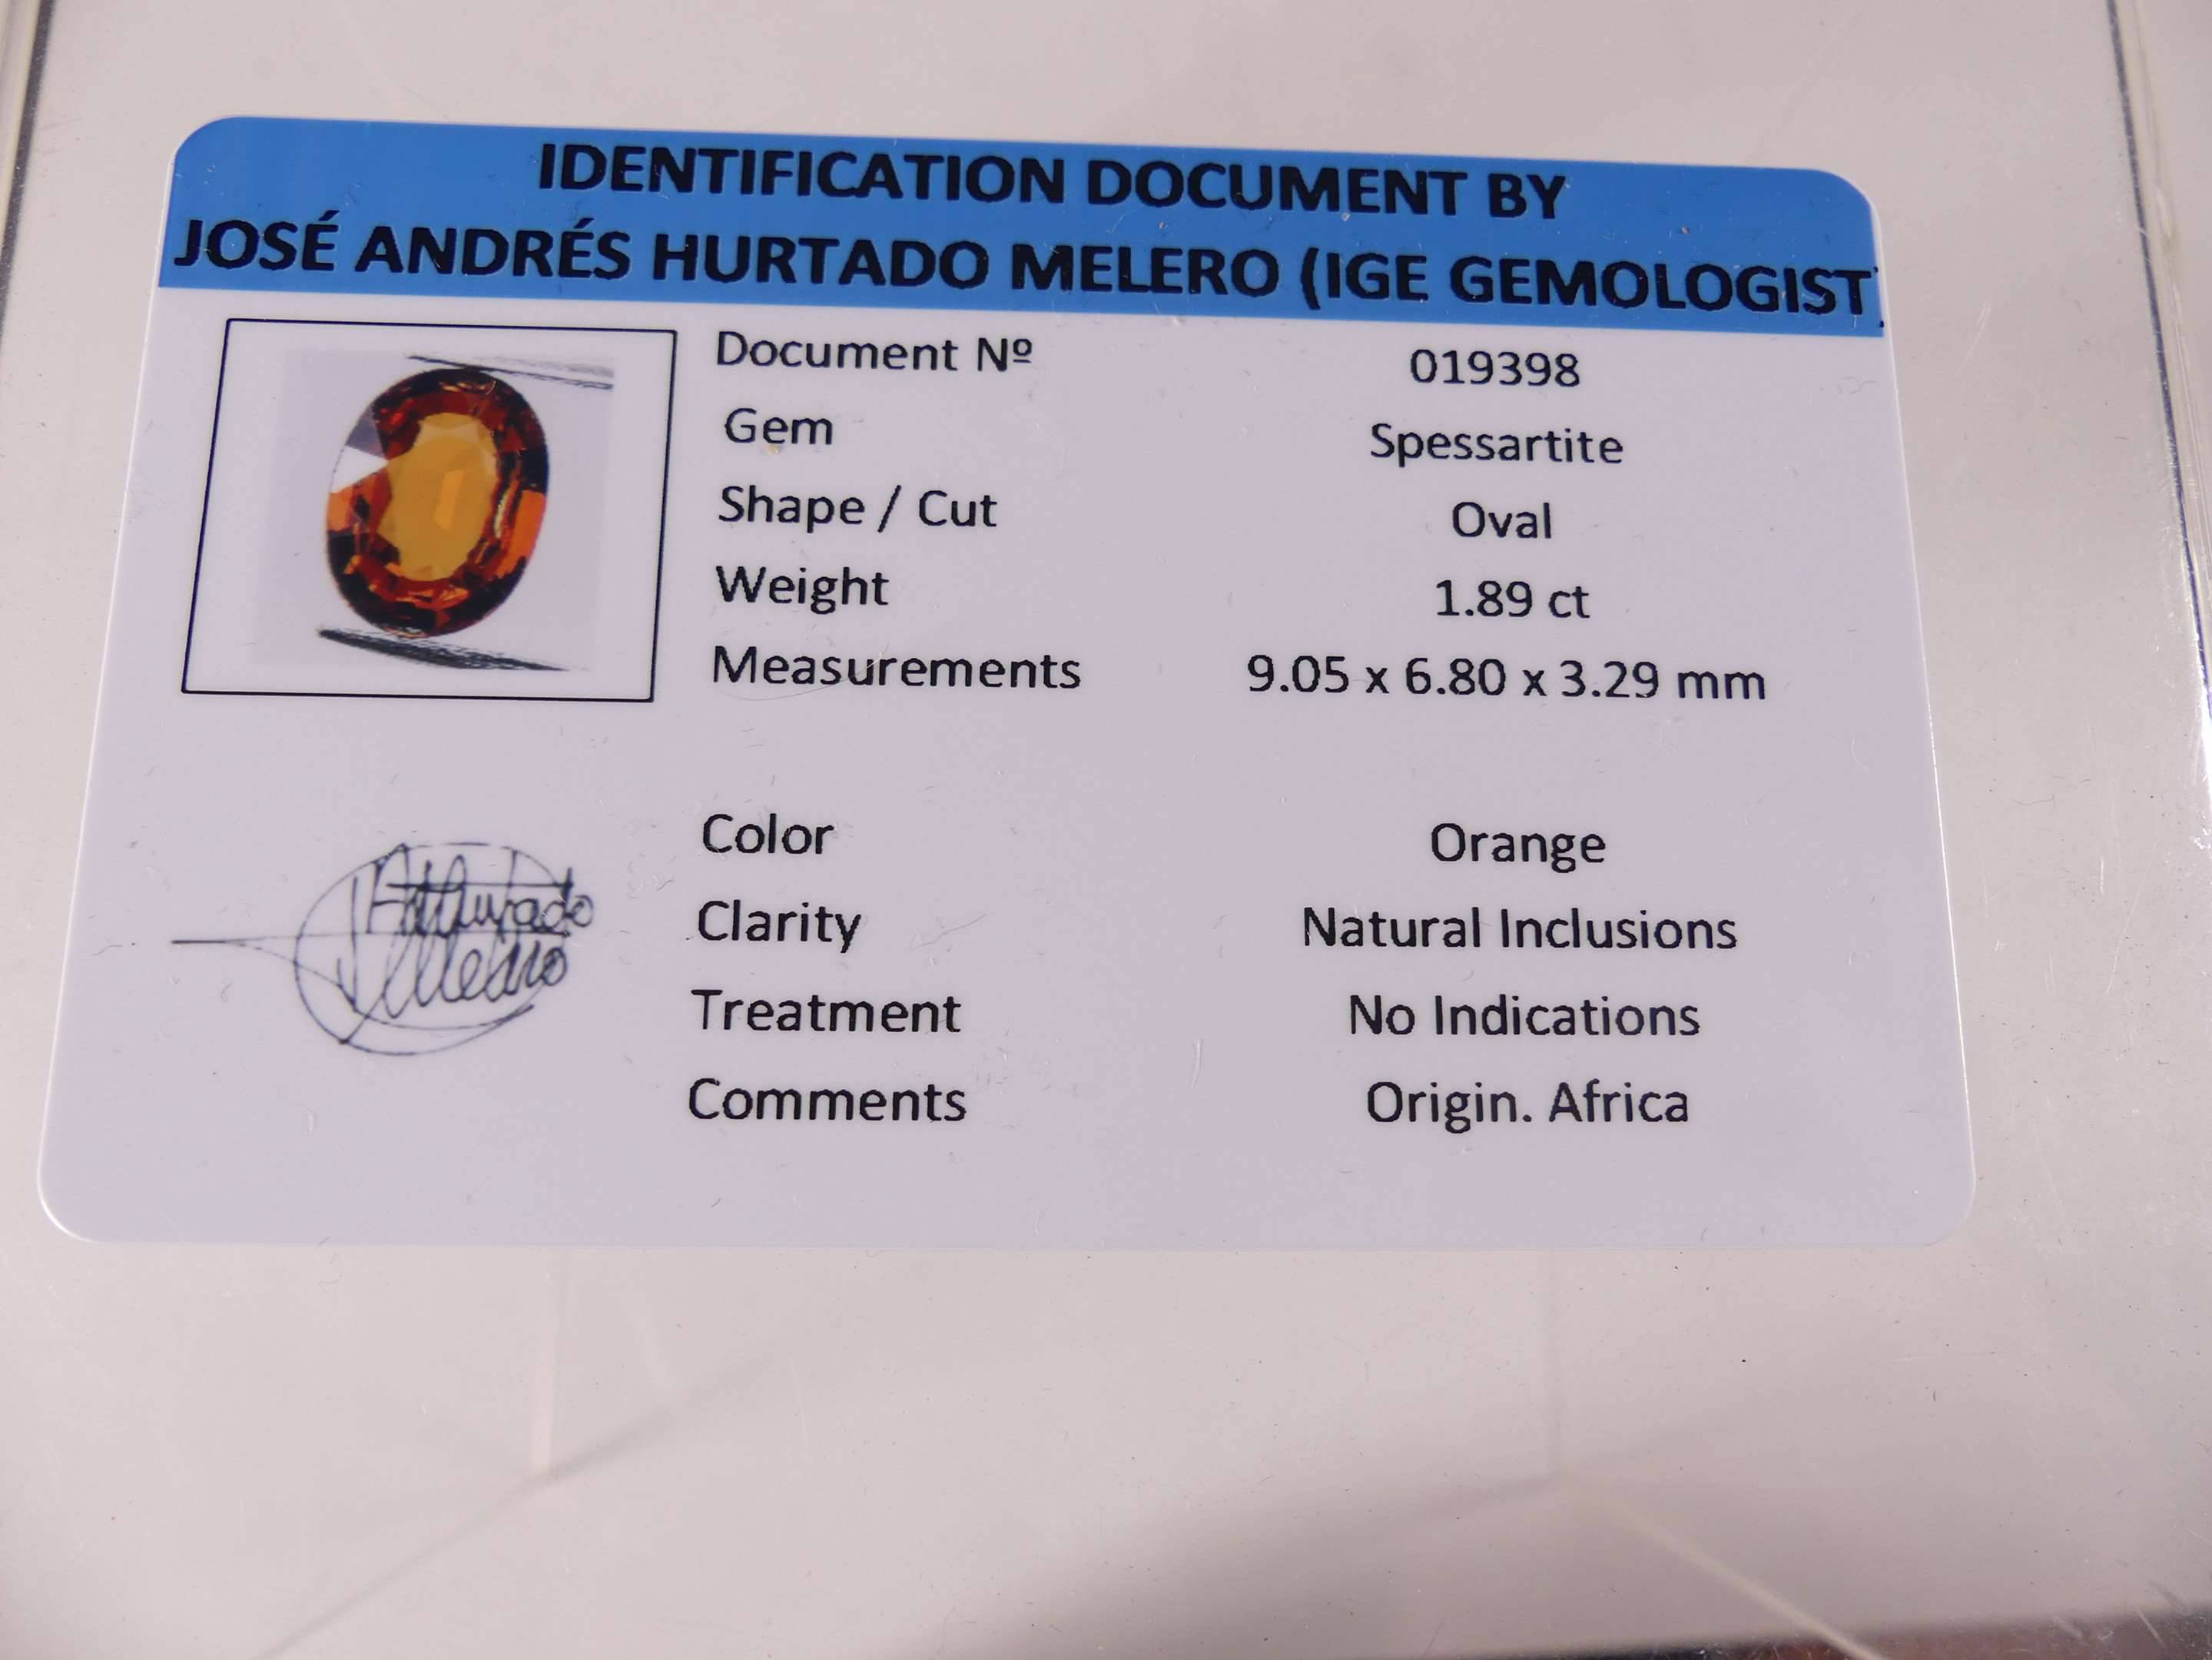 IDENTIFICATION DOCUMENT BY
JOSÉ ANDRÉS HURTADO MELERO (IGE GEMOLOGIST)
Document Nº 019398
Gem Spessartite
Shape / Cut Oval
Weight 1.89 ct
Measurements 9.05 x 6.80 x 3.29 mm
Color Orange
Clarity Natural Inclusions
Treatment No Indications
Comments Origin. Africa